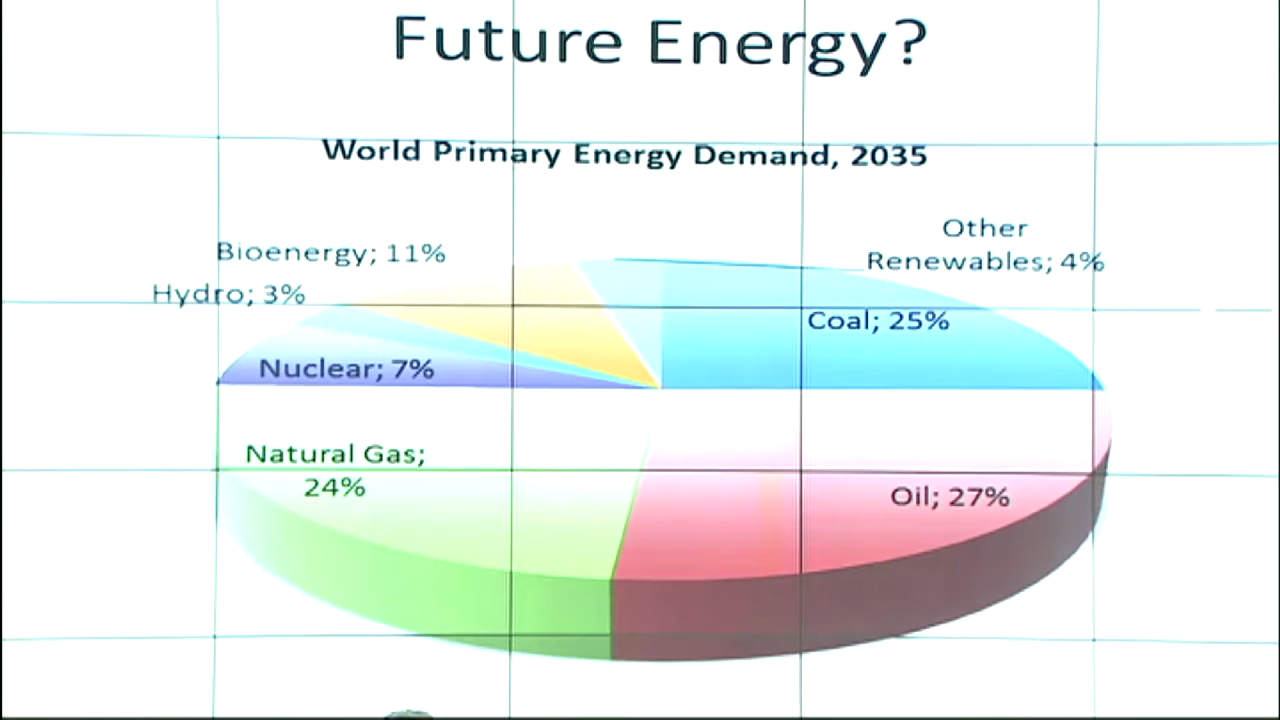 Future Energy?
World Primary Energy Demand, 2035
Other
Renewables; 4%
Bioenergy; 11%
Hydro; 3%
Coal; 25%
Nuclear; 7%
Natural Gas;
24%
Oil; 27%